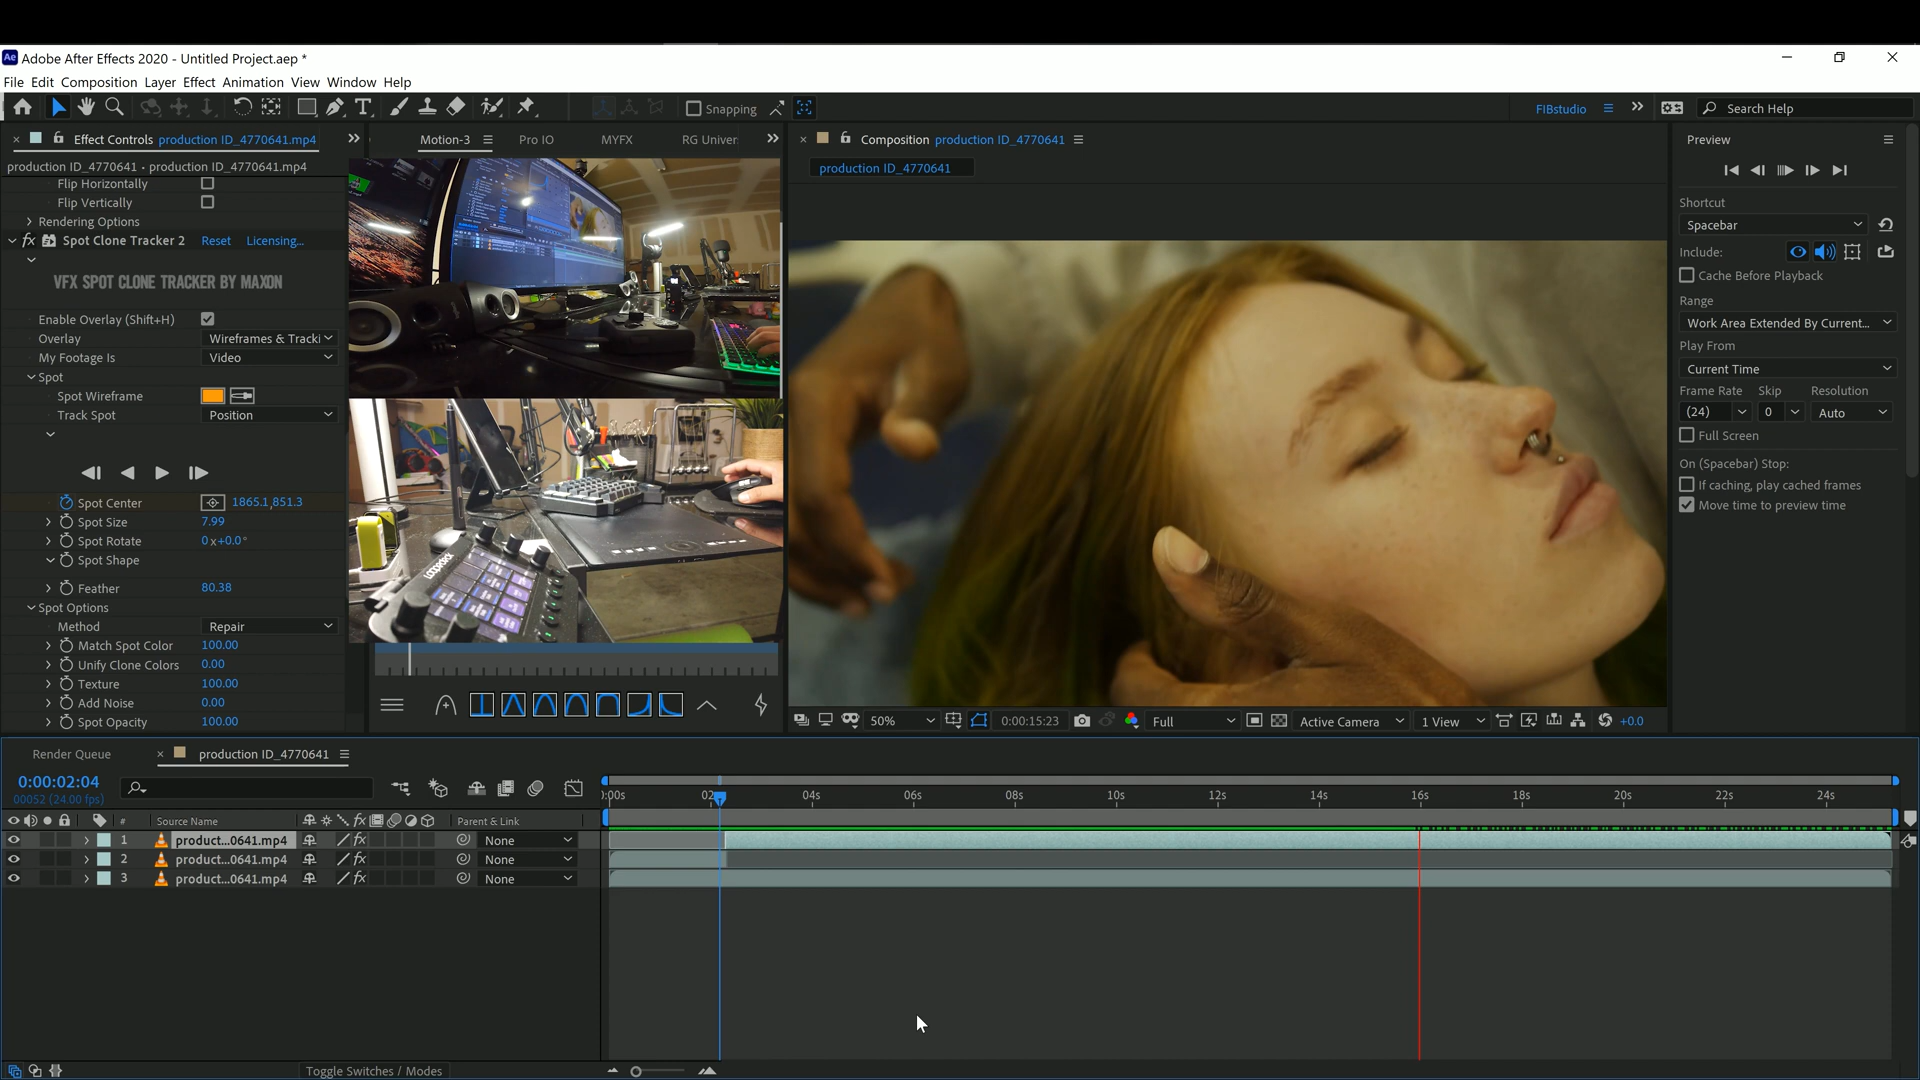 Adobe After Effects 2020 - Untitled Project.aep *
File Edit Composition Layer Effect Animation View Window Help
Snapping
FIBstudio
Search Help
Effect Controls production ID_4770641.mp4
production ID_4770641 • production ID_4770641.mp4
Flip Horizontally
Flip Vertically
Rendering Options
fx Spot Clone Tracker 2 Reset Licensing...
VFX SPOT CLONE TRACKER BY MAXON
Enable Overlay (Shift+H)
Overlay Wireframes & Tracki
My Footage Is Video
Spot
Spot Wireframe
Track Spot Position
Spot Center 1865.1,851.3
Spot Size 7.99
Spot Rotate 0x+0.0°
Spot Shape
Feather 80.38
Spot Options
Method Repair
Match Spot Color 100.00
Unify Clone Colors 0.00
Texture 100.00
Add Noise 0.00
Spot Opacity 100.00
Motion-3 Pro IO MYFX RG Univer
Loupedeck
Composition production ID_4770641
production ID_4770641
50% 0:00:15:23 Full Active Camera 1 View +0.0
Preview
Shortcut
Spacebar
Include:
Cache Before Playback
Range
Work Area Extended By Current...
Play From
Current Time
Frame Rate Skip Resolution
(24) 0 Auto
Full Screen
On (Spacebar) Stop:
If caching, play cached frames
Move time to preview time
Render Queue production ID_4770641
0:00:02:04
00052 (24.00 fps)
):00s 02 04s 06s 08s 10s 12s 14s 16s 18s 20s 22s 24s
# Source Name fx Parent & Link
1 product...0641.mp4 fx None
2 product...0641.mp4 fx None
3 product...0641.mp4 fx None
Toggle Switches / Modes